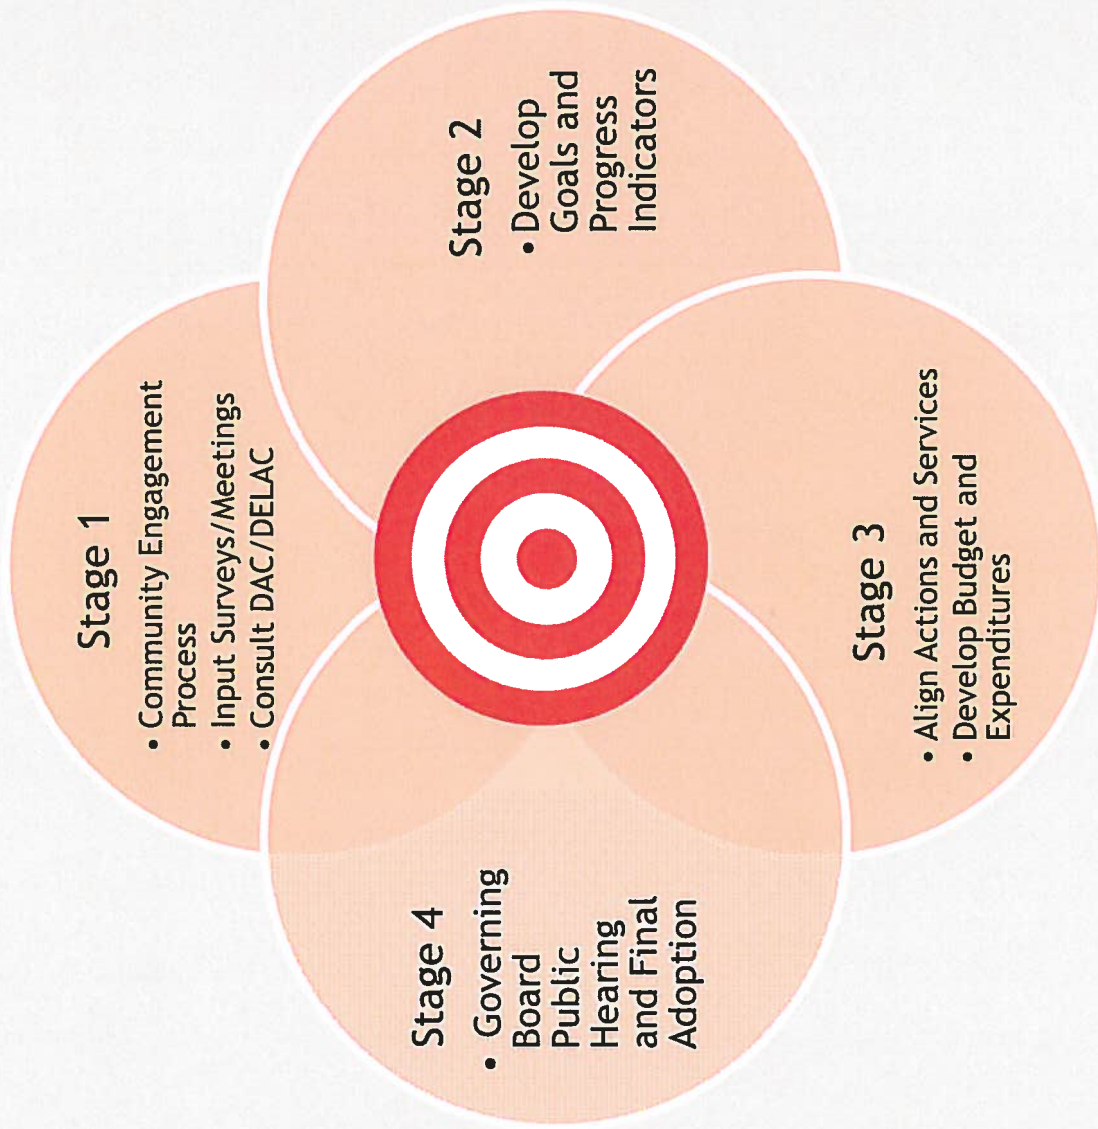 Stage 1
• Community Engagement
Process
• Input Surveys/Meetings
• Consult DAC/DELAC
Stage 2
• Develop
Goals and
Progress
Indicators
Stage 3
• Align Actions and Services
• Develop Budget and
Expenditures
Stage 4
• Governing
Board
Public
Hearing
and Final
Adoption